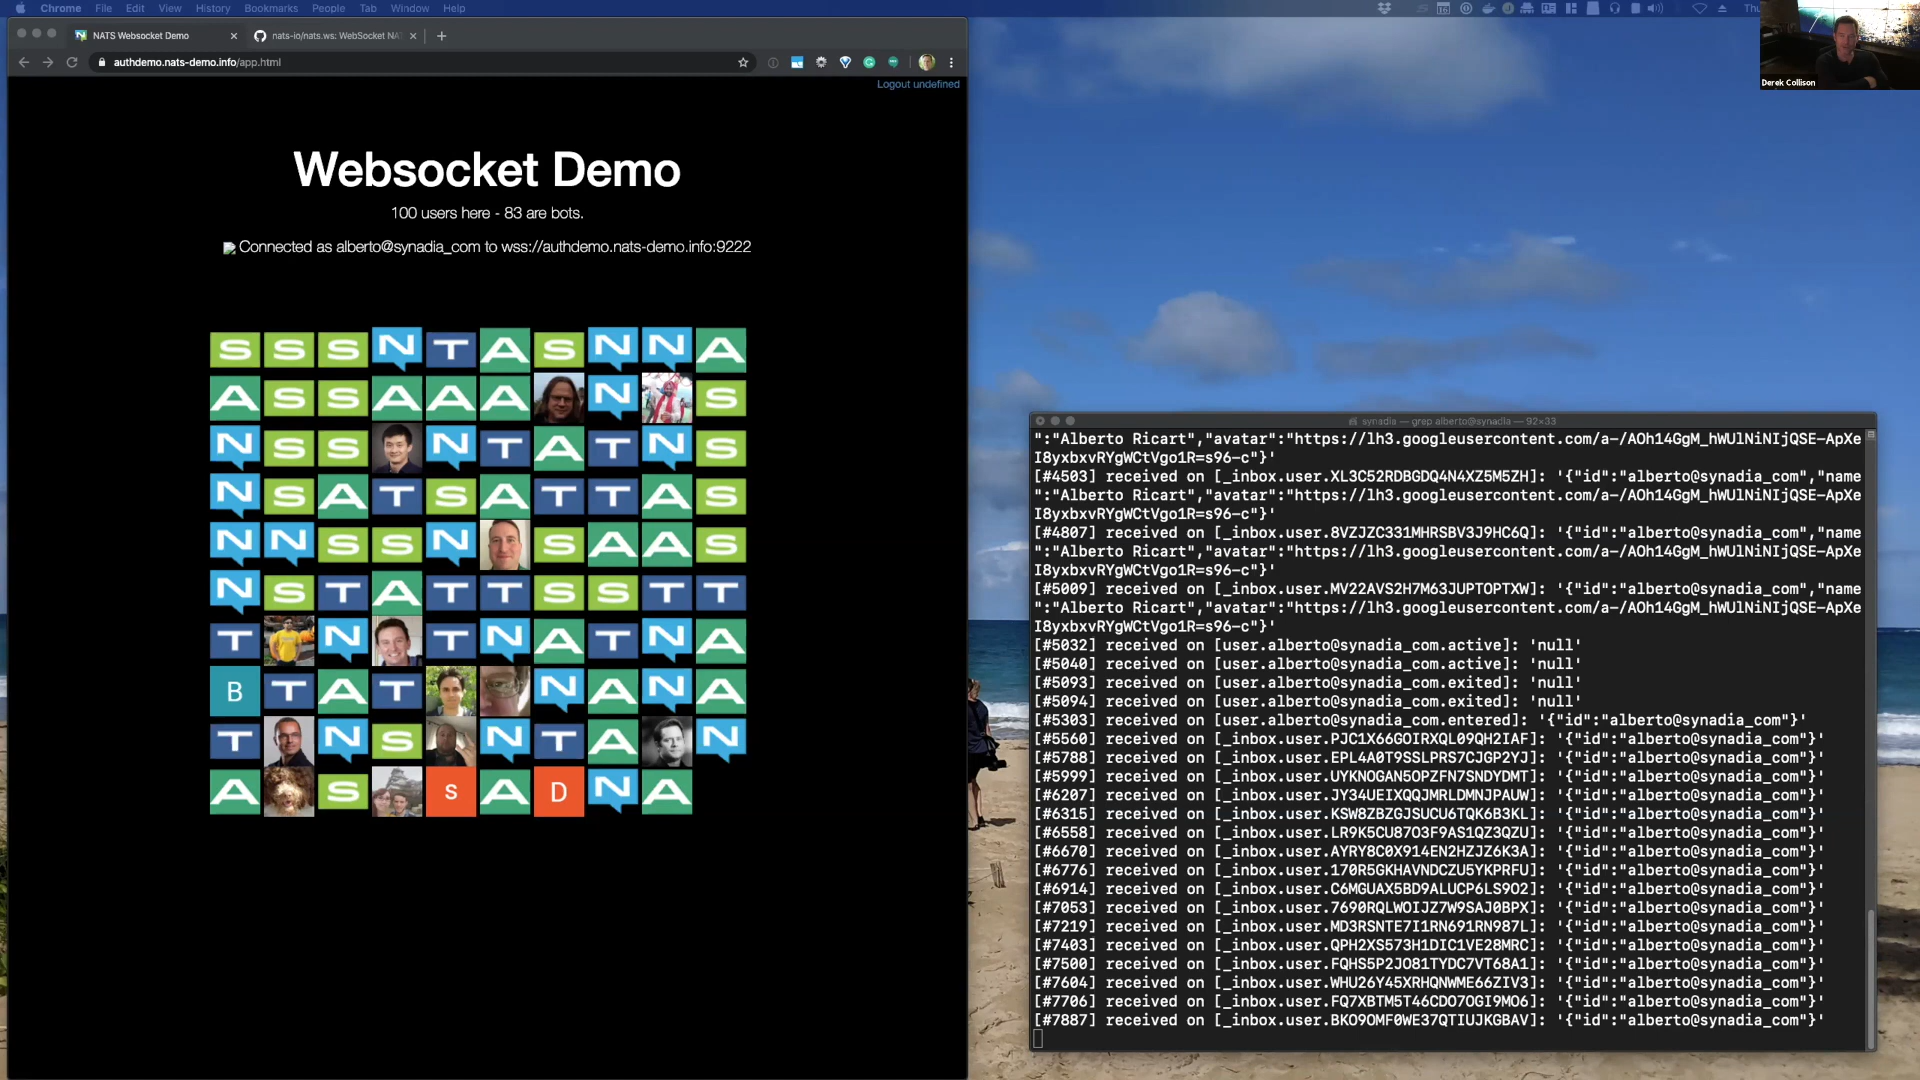 Chrome File Edit View History Bookmarks People Tab Window Help
NATS Websocket Demo
nats-io/nats.ws: WebSocket NA
authdemo.nats-demo.info/app.html
Logout undefined
Derek Collison
Websocket Demo
100 users here - 83 are bots.
Connected as alberto@synadia_com to wss://authdemo.nats-demo.info:9222
S S S N T A S N N A
A S S A A A N S
N S S N T A T N S
N S A T S A T T A S
N N S S N S A A S
N S T A T T S S T T
T N T N A T N A
B T A T N A N A
T N S N T A N
A S s A D N A
synadia — grep alberto@synadia — 92×33
":"Alberto Ricart","avatar":"https://lh3.googleusercontent.com/a-/AOh14GgM_hWUlNiNIjQSE-ApXe
I8yxbxvRYgWCtVgo1R=s96-c"}'
[#4503] received on [_inbox.user.XL3C52RDBGDQ4N4XZ5M5ZH]: '{"id":"alberto@synadia_com","name
":"Alberto Ricart","avatar":"https://lh3.googleusercontent.com/a-/AOh14GgM_hWUlNiNIjQSE-ApXe
I8yxbxvRYgWCtVgo1R=s96-c"}'
[#4807] received on [_inbox.user.8VZJZC331MHRSBV3J9HC6Q]: '{"id":"alberto@synadia_com","name
":"Alberto Ricart","avatar":"https://lh3.googleusercontent.com/a-/AOh14GgM_hWUlNiNIjQSE-ApXe
I8yxbxvRYgWCtVgo1R=s96-c"}'
[#5009] received on [_inbox.user.MV22AVS2H7M63JUPTOPTXW]: '{"id":"alberto@synadia_com","name
":"Alberto Ricart","avatar":"https://lh3.googleusercontent.com/a-/AOh14GgM_hWUlNiNIjQSE-ApXe
I8yxbxvRYgWCtVgo1R=s96-c"}'
[#5032] received on [user.alberto@synadia_com.active]: 'null'
[#5040] received on [user.alberto@synadia_com.active]: 'null'
[#5093] received on [user.alberto@synadia_com.exited]: 'null'
[#5094] received on [user.alberto@synadia_com.exited]: 'null'
[#5303] received on [user.alberto@synadia_com.entered]: '{"id":"alberto@synadia_com"}'
[#5560] received on [_inbox.user.PJC1X66GOIRXQL09QH2IAF]: '{"id":"alberto@synadia_com"}'
[#5788] received on [_inbox.user.EPL4A0T9SSLPRS7CJGP2YJ]: '{"id":"alberto@synadia_com"}'
[#5999] received on [_inbox.user.UYKNOGAN5OPZFN7SNDYDMT]: '{"id":"alberto@synadia_com"}'
[#6207] received on [_inbox.user.JY34UEIXQQJMRLDMNJPAUW]: '{"id":"alberto@synadia_com"}'
[#6315] received on [_inbox.user.KSW8ZBZGJSUCU6TQK6B3KL]: '{"id":"alberto@synadia_com"}'
[#6558] received on [_inbox.user.LR9K5CU87O3F9AS1QZ3QZU]: '{"id":"alberto@synadia_com"}'
[#6670] received on [_inbox.user.AYRY8C0X914EN2HZJZ6K3A]: '{"id":"alberto@synadia_com"}'
[#6776] received on [_inbox.user.170R5GKHAVNDCZU5YKPRFU]: '{"id":"alberto@synadia_com"}'
[#6914] received on [_inbox.user.C6MGUAX5BD9ALUCP6LS9O2]: '{"id":"alberto@synadia_com"}'
[#7053] received on [_inbox.user.7690RQLWOIJZ7W9SAJ0BPX]: '{"id":"alberto@synadia_com"}'
[#7219] received on [_inbox.user.MD3RSNTE7I1RN691RN987L]: '{"id":"alberto@synadia_com"}'
[#7403] received on [_inbox.user.QPH2XS573H1DIC1VE28MRC]: '{"id":"alberto@synadia_com"}'
[#7500] received on [_inbox.user.FQHS5P2JO81TYDC7VT68A1]: '{"id":"alberto@synadia_com"}'
[#7604] received on [_inbox.user.WHU26Y45XRHQNWME66ZIV3]: '{"id":"alberto@synadia_com"}'
[#7706] received on [_inbox.user.FQ7XBTM5T46CDO7OGI9MO6]: '{"id":"alberto@synadia_com"}'
[#7887] received on [_inbox.user.BKO9OMF0WE37QTIUJKGBAV]: '{"id":"alberto@synadia_com"}'